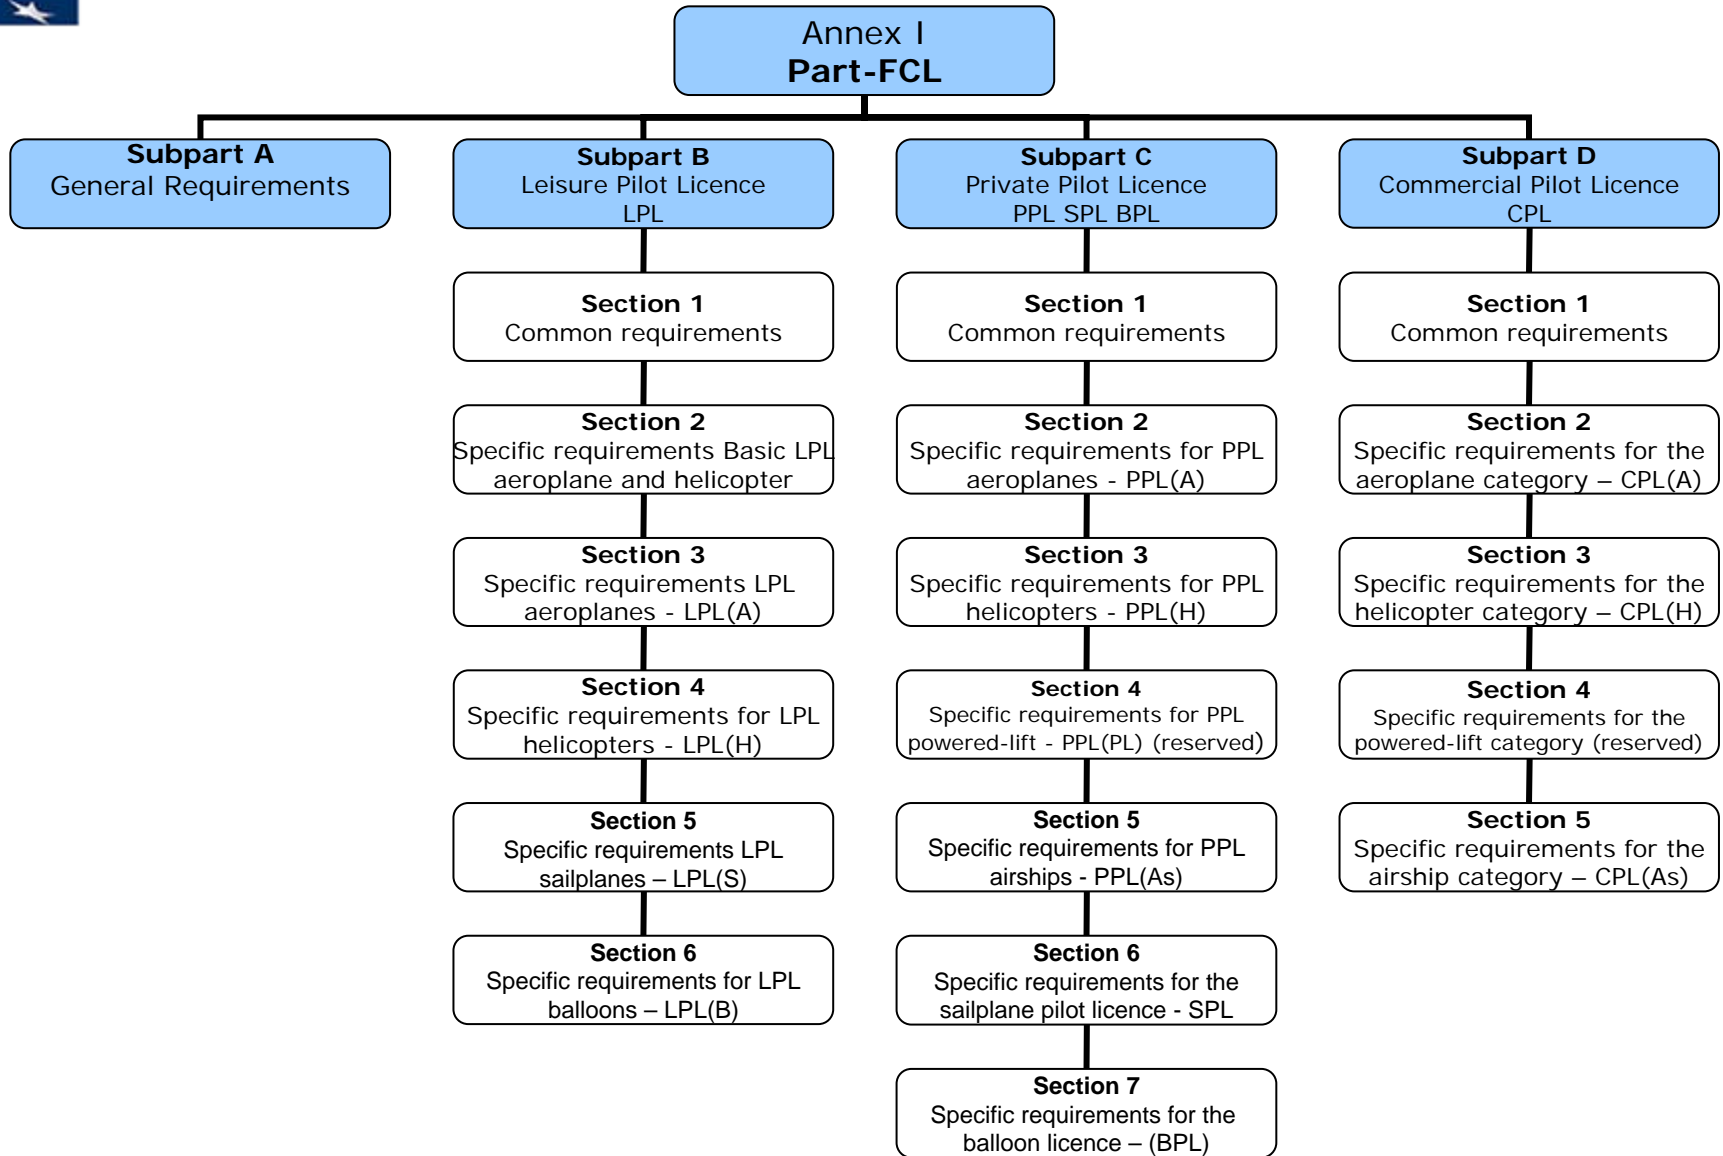 Annex I
Part-FCL
Subpart A
General Requirements
Subpart B
Leisure Pilot Licence
LPL
Subpart C
Private Pilot Licence
PPL SPL BPL
Subpart D
Commercial Pilot Licence
CPL
Section 1
Common requirements
Section 2
Specific requirements Basic LPL
aeroplane and helicopter
Section 3
Specific requirements LPL
aeroplanes - LPL(A)
Section 4
Specific requirements for LPL
helicopters - LPL(H)
Section 5
Specific requirements LPL
sailplanes – LPL(S)
Section 6
Specific requirements for LPL
balloons – LPL(B)
Section 1
Common requirements
Section 2
Specific requirements for PPL
aeroplanes - PPL(A)
Section 3
Specific requirements for PPL
helicopters - PPL(H)
Section 4
Specific requirements for PPL
powered-lift - PPL(PL) (reserved)
Section 5
Specific requirements for PPL
airships - PPL(As)
Section 6
Specific requirements for the
sailplane pilot licence - SPL
Section 7
Specific requirements for the
balloon licence – (BPL)
Section 1
Common requirements
Section 2
Specific requirements for the
aeroplane category – CPL(A)
Section 3
Specific requirements for the
helicopter category – CPL(H)
Section 4
Specific requirements for the
powered-lift category (reserved)
Section 5
Specific requirements for the
airship category – CPL(As)